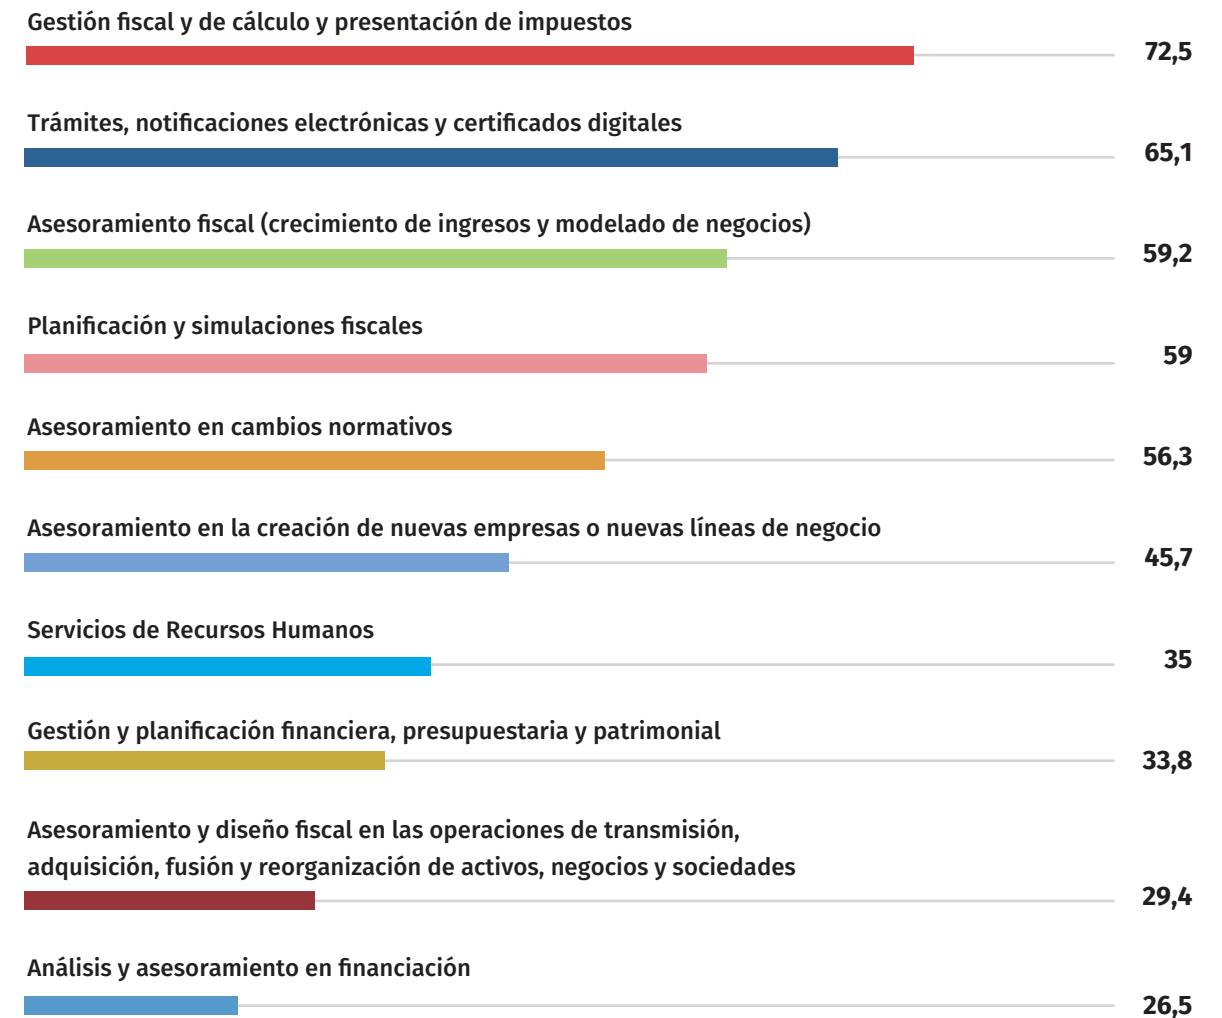 Gestión fiscal y de cálculo y presentación de impuestos
72,5
Trámites, notificaciones electrónicas y certificados digitales
65,1
Asesoramiento fiscal (crecimiento de ingresos y modelado de negocios)
59,2
Planificación y simulaciones fiscales
59
Asesoramiento en cambios normativos
56,3
Asesoramiento en la creación de nuevas empresas o nuevas líneas de negocio
45,7
Servicios de Recursos Humanos
35
Gestión y planificación financiera, presupuestaria y patrimonial
33,8
Asesoramiento y diseño fiscal en las operaciones de transmisión,
adquisición, fusión y reorganización de activos, negocios y sociedades
29,4
Análisis y asesoramiento en financiación
26,5